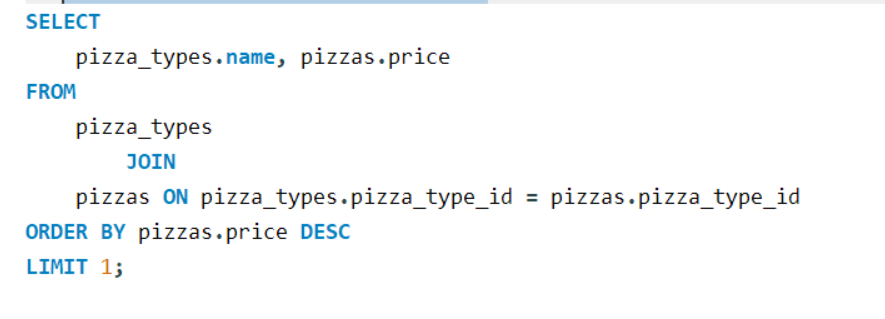 SELECT
    pizza_types.name, pizzas.price
FROM
    pizza_types
        JOIN
    pizzas ON pizza_types.pizza_type_id = pizzas.pizza_type_id
ORDER BY pizzas.price DESC
LIMIT 1;